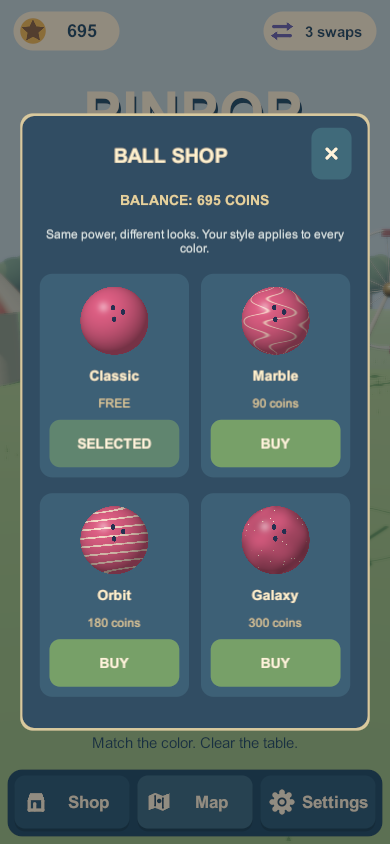 695
3 swaps
PINPOP
BALL SHOP
×
BALANCE: 695 COINS
Same power, different looks. Your style applies to every
color.
Classic
Marble
FREE
90 coins
SELECTED
BUY
Orbit
Galaxy
180 coins
300 coins
BUY
BUY
Match the color. Clear the table.
Shop
Map
Settings